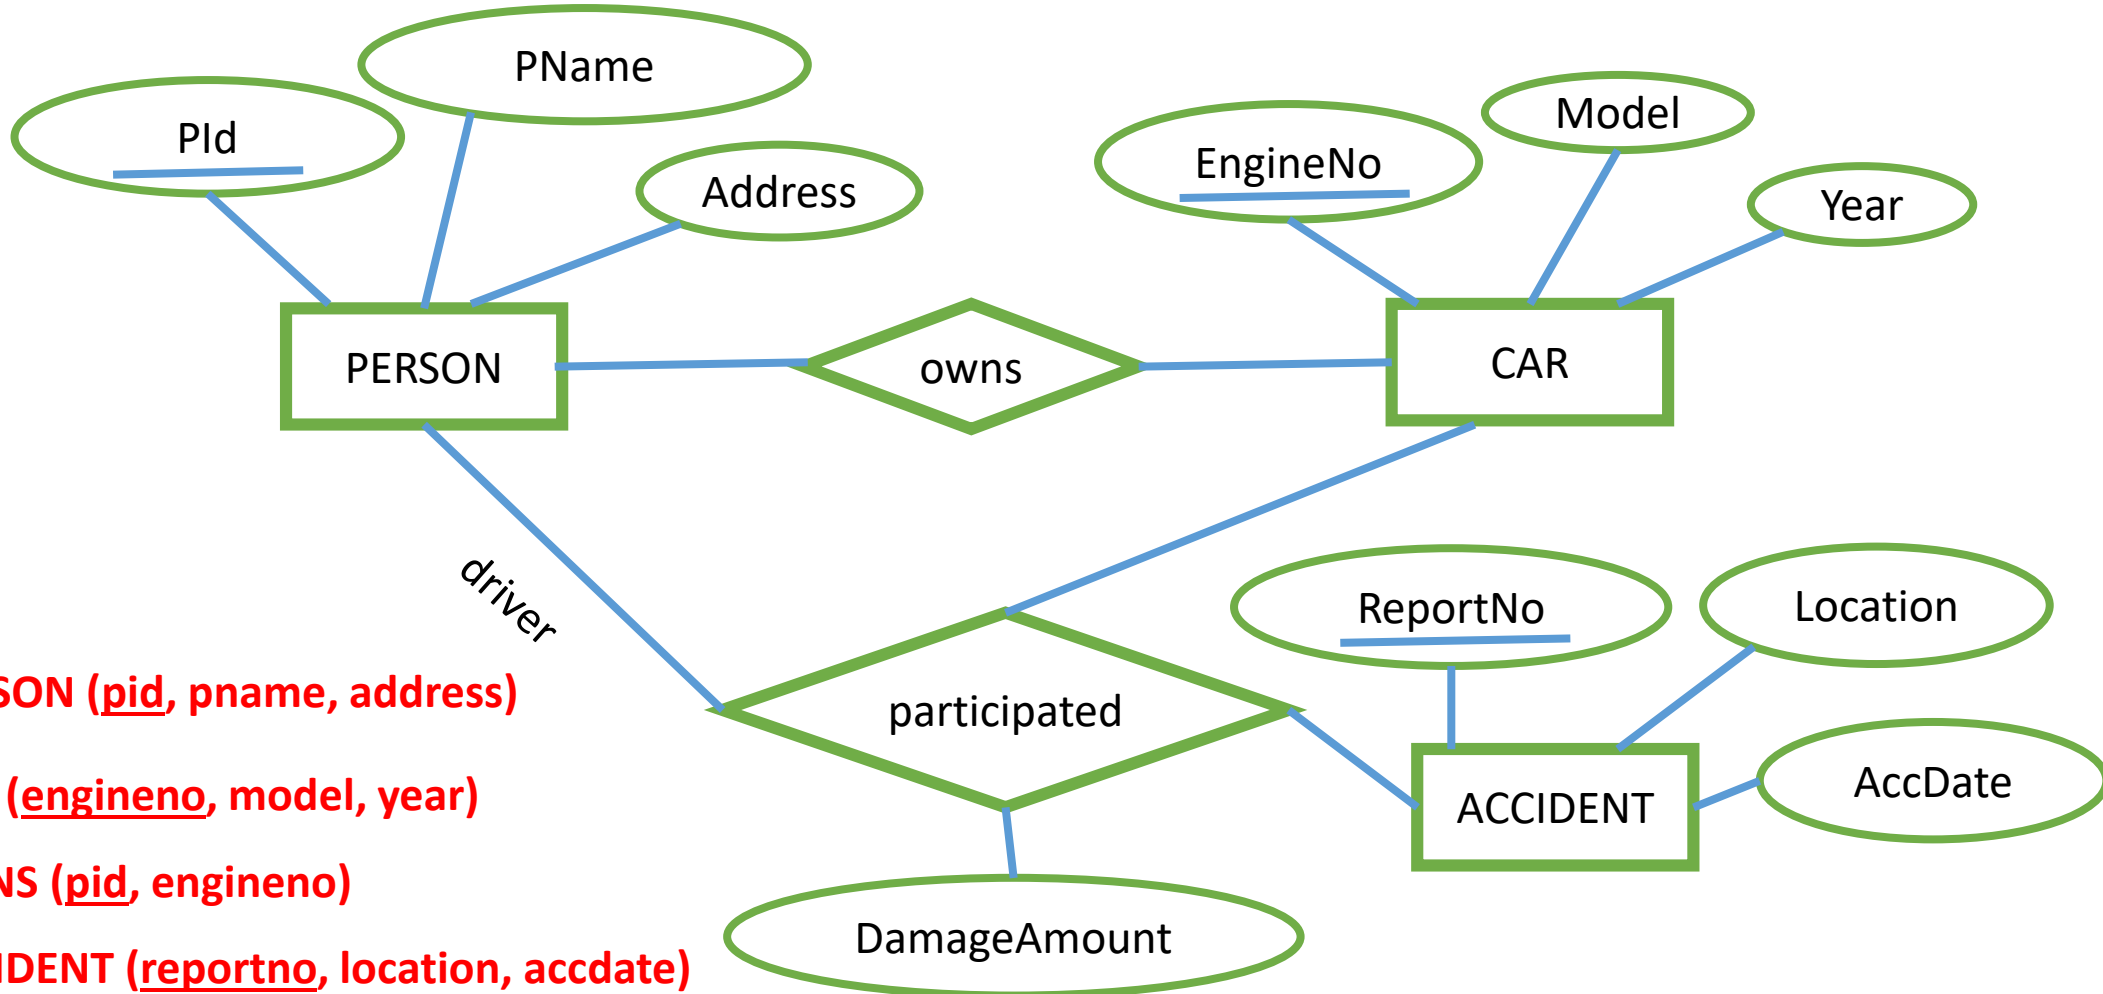 PName
PId
Address
Model
EngineNo
Year
PERSON
owns
CAR
driver
ReportNo
Location
SON (pid, pname, address)
participated
AccDate
(engineno, model, year)
ACCIDENT
NS (pid, engineno)
DamageAmount
IDENT (reportno, location, accdate)